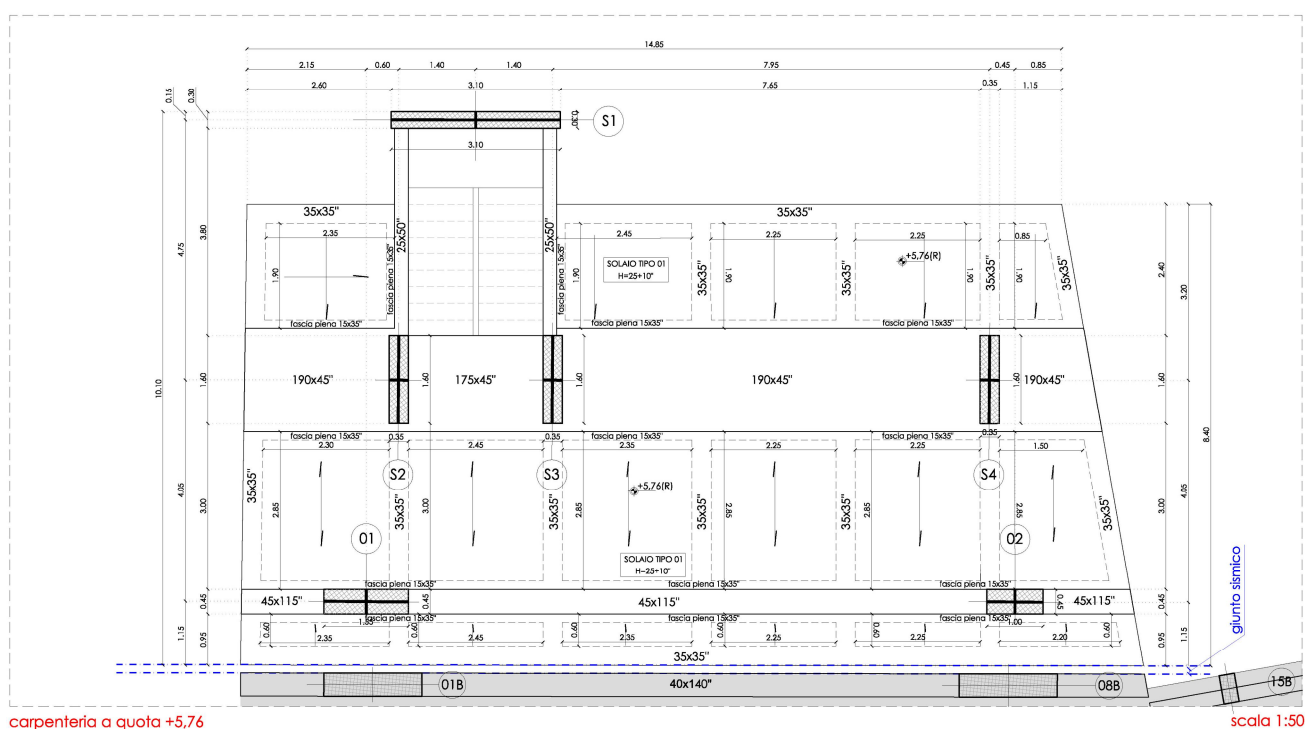 14.85
2.15 0.60 1.40 1.40 7.95 0.45 0.85
2.60 3.10 7.65 0.35 1.15
0.15 0.30
0.30 S1
3.10
35x35" 35x35"
2.35 2.45 2.25 2.25 0.85
25x50" 25x50"
+5,76(R)
SOLAIO TIPO 01
H=25+10"
1.90 1.90 1.90 1.90 1.90
fascia piena 15x35" fascia piena 15x35"
35x35" 35x35" 35x35" 35x35"
4.75 3.80 2.40 3.20
fascia piena 15x35" fascia piena 15x35" fascia piena 15x35"
10.10 1.60 190x45" 175x45" 1.60 1.60 190x45" 1.60 190x45" 1.60
8.40
fascia piena 15x35" 0.35 0.35 fascia piena 15x35" fascia piena 15x35" 0.35
2.30 2.45 2.35 2.25 2.25 1.50
S2 S3 S4
+5,76(R)
35x35" 35x35" 35x35" 35x35" 35x35" 35x35"
4.05 3.00 2.85 3.00 2.85 2.85 2.85 2.85 3.00 4.05
01 02
SOLAIO TIPO 01
H=25+10"
fascia piena 15x35" fascia piena 15x35" fascia piena 15x35"
0.45 45x115" 0.45 45x115" 0.45 45x115" 0.45
fascia piena 15x35" fascia piena 15x35" fascia piena 15x35"
1.00
1.15 0.95 0.60 0.60 0.60 0.60 0.60 0.60 0.95 1.15
2.35 2.45 2.35 2.25 2.25 2.20
35x35"
giunto sismico
01B 40x140" 08B 15B
carpenteria a quota +5,76
scala 1:50